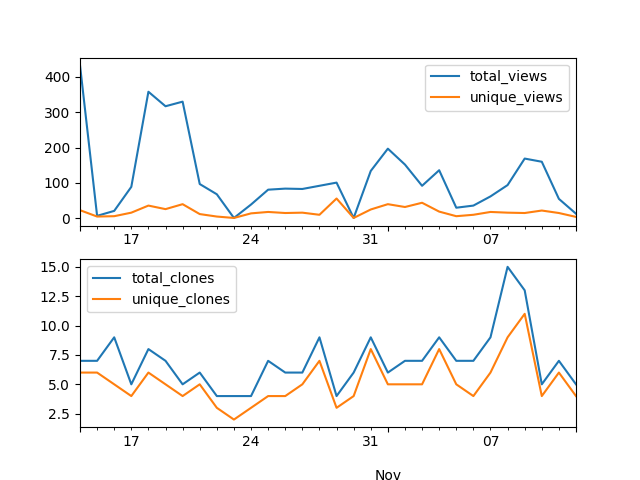 400
300
200
100
0
total_views
unique_views
17 24 31 07
15.0
12.5
10.0
7.5
5.0
2.5
total_clones
unique_clones
17 24 31 07
Nov